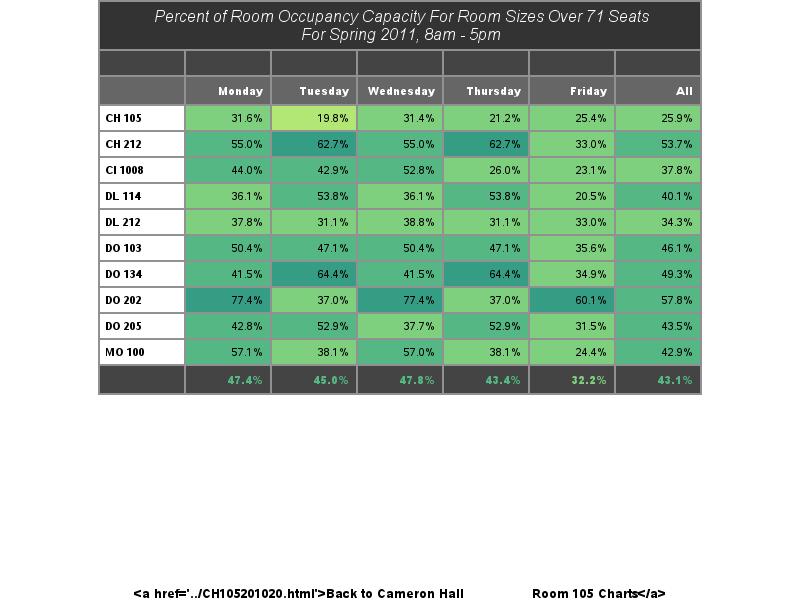 Percent of Room Occupancy Capacity For Room Sizes Over 71 Seats
For Spring 2011, 8am - 5pm
Monday Tuesday Wednesday Thursday Friday All
CH 105 31.6% 19.8% 31.4% 21.2% 25.4% 25.9%
CH 212 55.0% 62.7% 55.0% 62.7% 33.0% 53.7%
CI 1008 44.0% 42.9% 52.8% 26.0% 23.1% 37.8%
DL 114 36.1% 53.8% 36.1% 53.8% 20.5% 40.1%
DL 212 37.8% 31.1% 38.8% 31.1% 33.0% 34.3%
DO 103 50.4% 47.1% 50.4% 47.1% 35.6% 46.1%
DO 134 41.5% 64.4% 41.5% 64.4% 34.9% 49.3%
DO 202 77.4% 37.0% 77.4% 37.0% 60.1% 57.8%
DO 205 42.8% 52.9% 37.7% 52.9% 31.5% 43.5%
MO 100 57.1% 38.1% 57.0% 38.1% 24.4% 42.9%
47.4% 45.0% 47.8% 43.4% 32.2% 43.1%
<a href='../CH105201020.html'>Back to Cameron Hall Room 105 Charts</a>